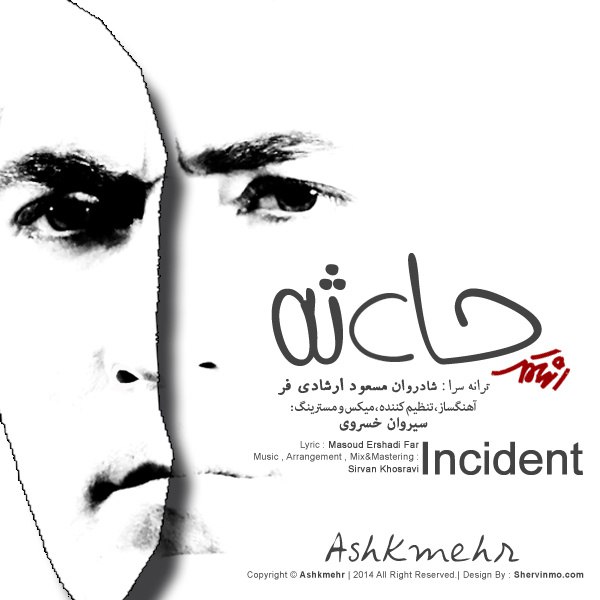 حادثه
اشکمهر
ترانه سرا : شادروان مسعود ارشادی فر
آهنگساز،تنظیم کننده،میکس و مسترینگ:
سیروان خسروی
Lyric : Masoud Ershadi Far
Music , Arrangement , Mix&Mastering :
Sirvan Khosravi
Incident
Ashkmehr
Copyright © Ashkmehr | 2014 All Right Reserved.| Design By : Shervinmo.com